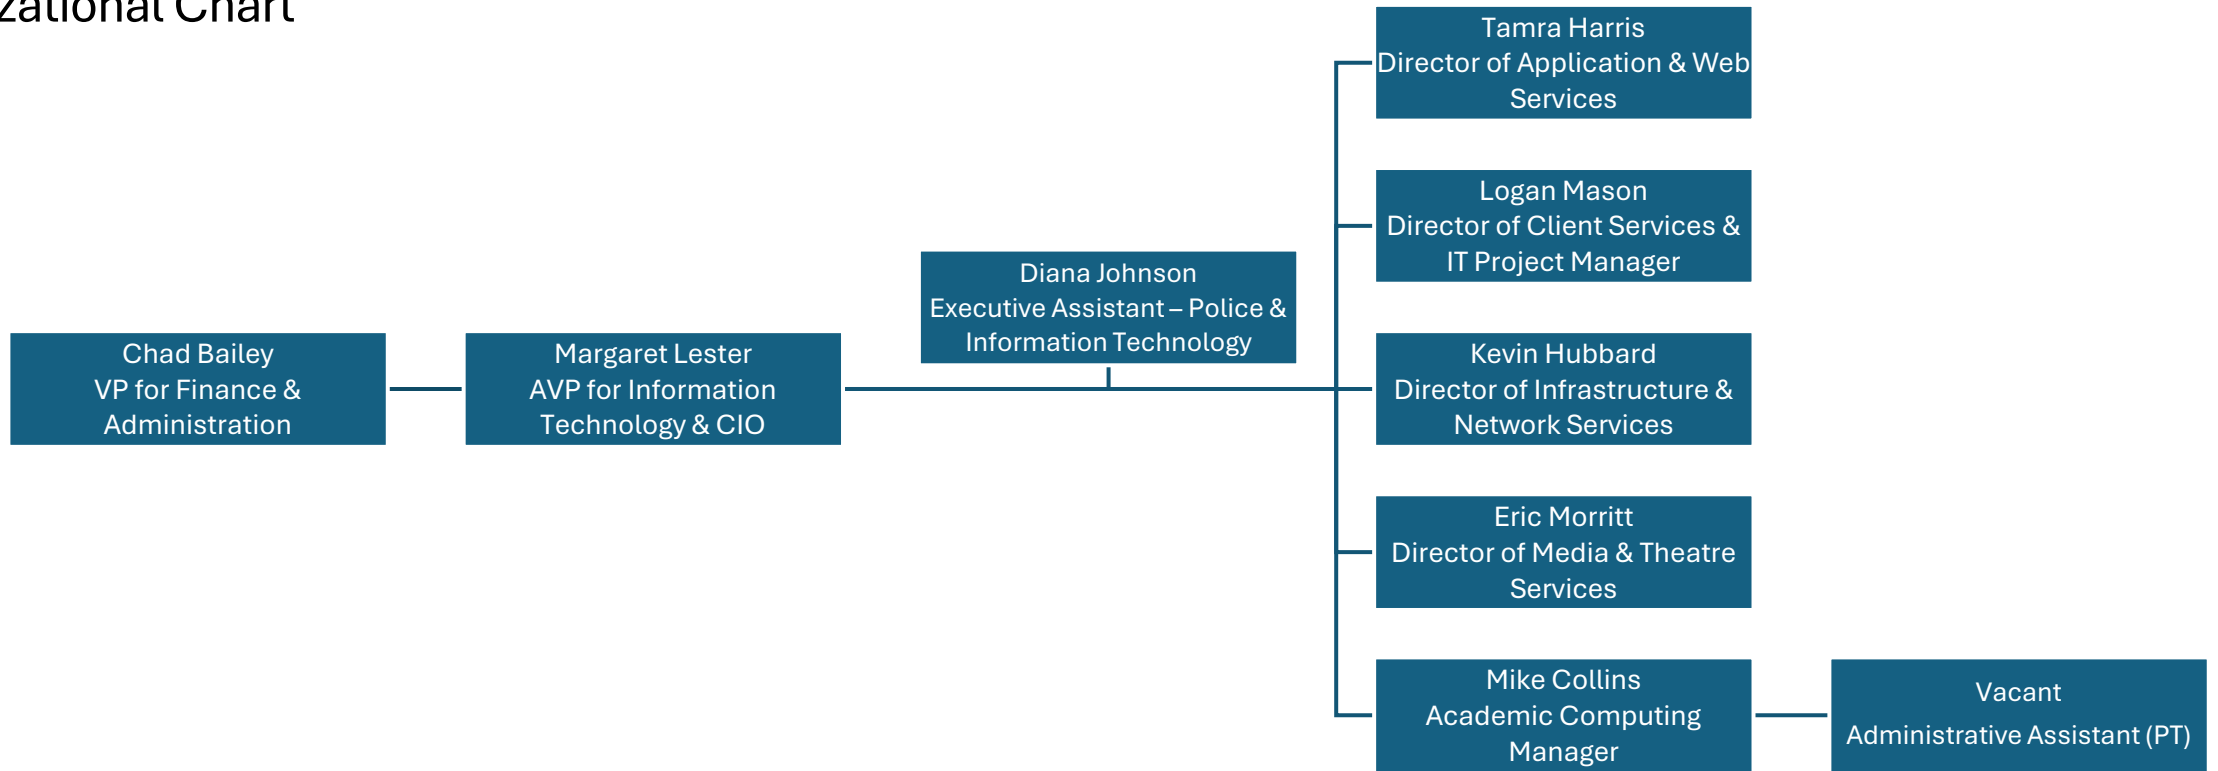 zational Chart
Tamra Harris
Director of Application & Web
Services
Logan Mason
Director of Client Services &
IT Project Manager
Diana Johnson
Executive Assistant – Police &
Information Technology
Chad Bailey
VP for Finance &
Administration
Margaret Lester
AVP for Information
Technology & CIO
Kevin Hubbard
Director of Infrastructure &
Network Services
Eric Morritt
Director of Media & Theatre
Services
Mike Collins
Academic Computing
Manager
Vacant
Administrative Assistant (PT)